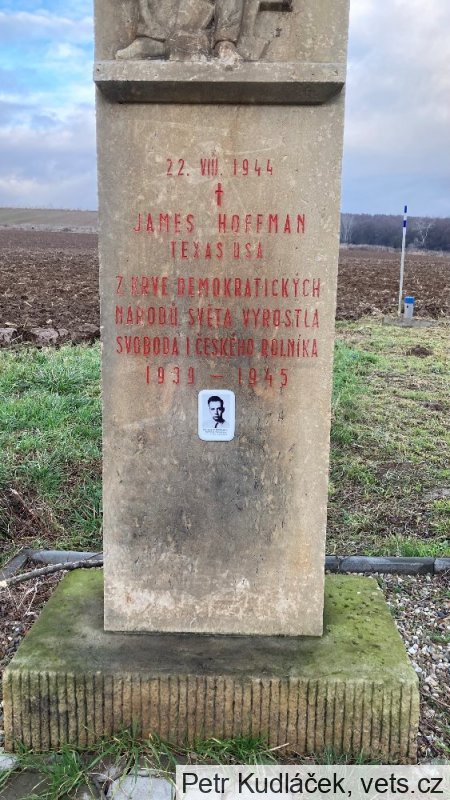 22. VIII. 1944
✝
JAMES HOFFMAN
TEXAS USA
Z KRVE DEMOKRATICKÝCH
NÁRODŮ SVĚTA VYROSTLA
SVOBODA I ČESKÉHO ROLNÍKA
1939 – 1945
Petr Kudláček, vets.cz